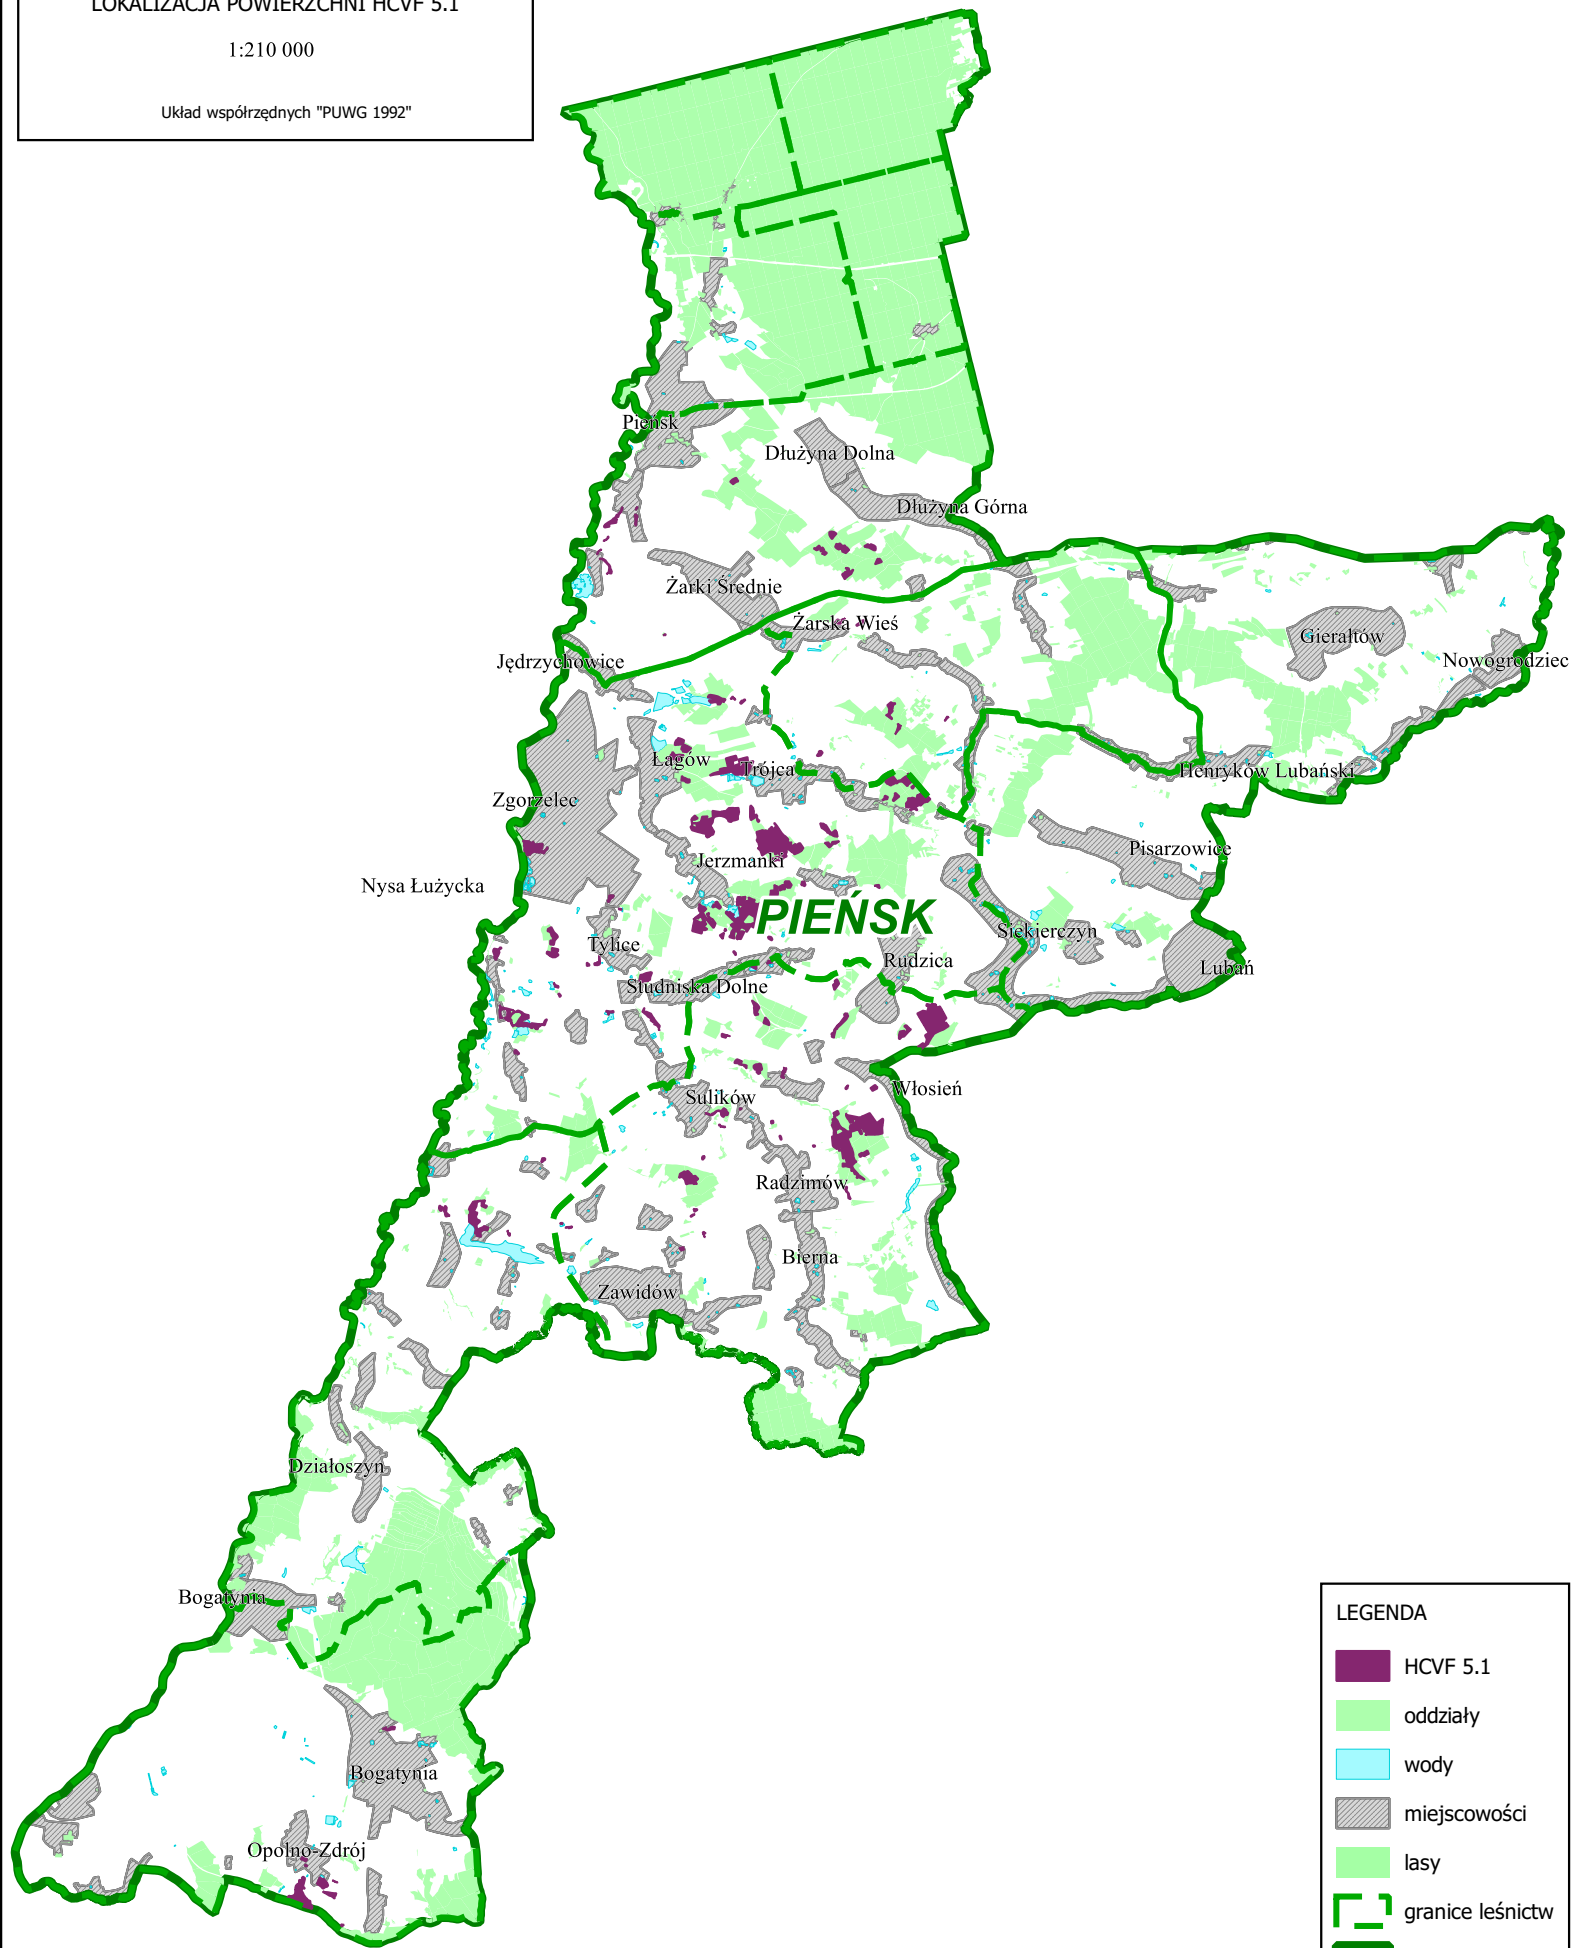 LOKALIZACJA POWIERZCHNI HCVF 5.1
1:210 000
Układ współrzędnych "PUWG 1992"
Pieńsk
Dłużyna Dolna
Dłużyna Górna
Żarki Średnie
Żarska Wieś
Gierałtów
Jędrzychowice
Nowogrodziec
Łagów
Trójca
Henryków Lubański
Zgorzelec
Pisarzowice
Jerzmanki
Nysa Łużycka
PIEŃSK
Siekierczyn
Tylice
Rudzica
Lubań
Studniska Dolne
Włosień
Sulików
Radzimów
Bierna
Zawidów
Działoszyn
Bogatynia
Bogatynia
Opolno-Zdrój
LEGENDA
HCVF 5.1
oddziały
wody
miejscowości
lasy
granice leśnictw